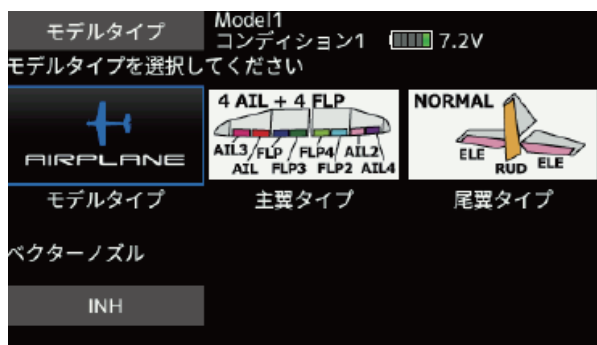 モデルタイプ
Model1
コンディション1 7.2V
モデルタイプを選択してください
AIRPLANE
4 AIL + 4 FLP
AIL3 FLP FLP4 AIL2
AIL FLP3 FLP2 AIL4
NORMAL
ELE RUD ELE
モデルタイプ 主翼タイプ 尾翼タイプ
ベクターノズル
INH